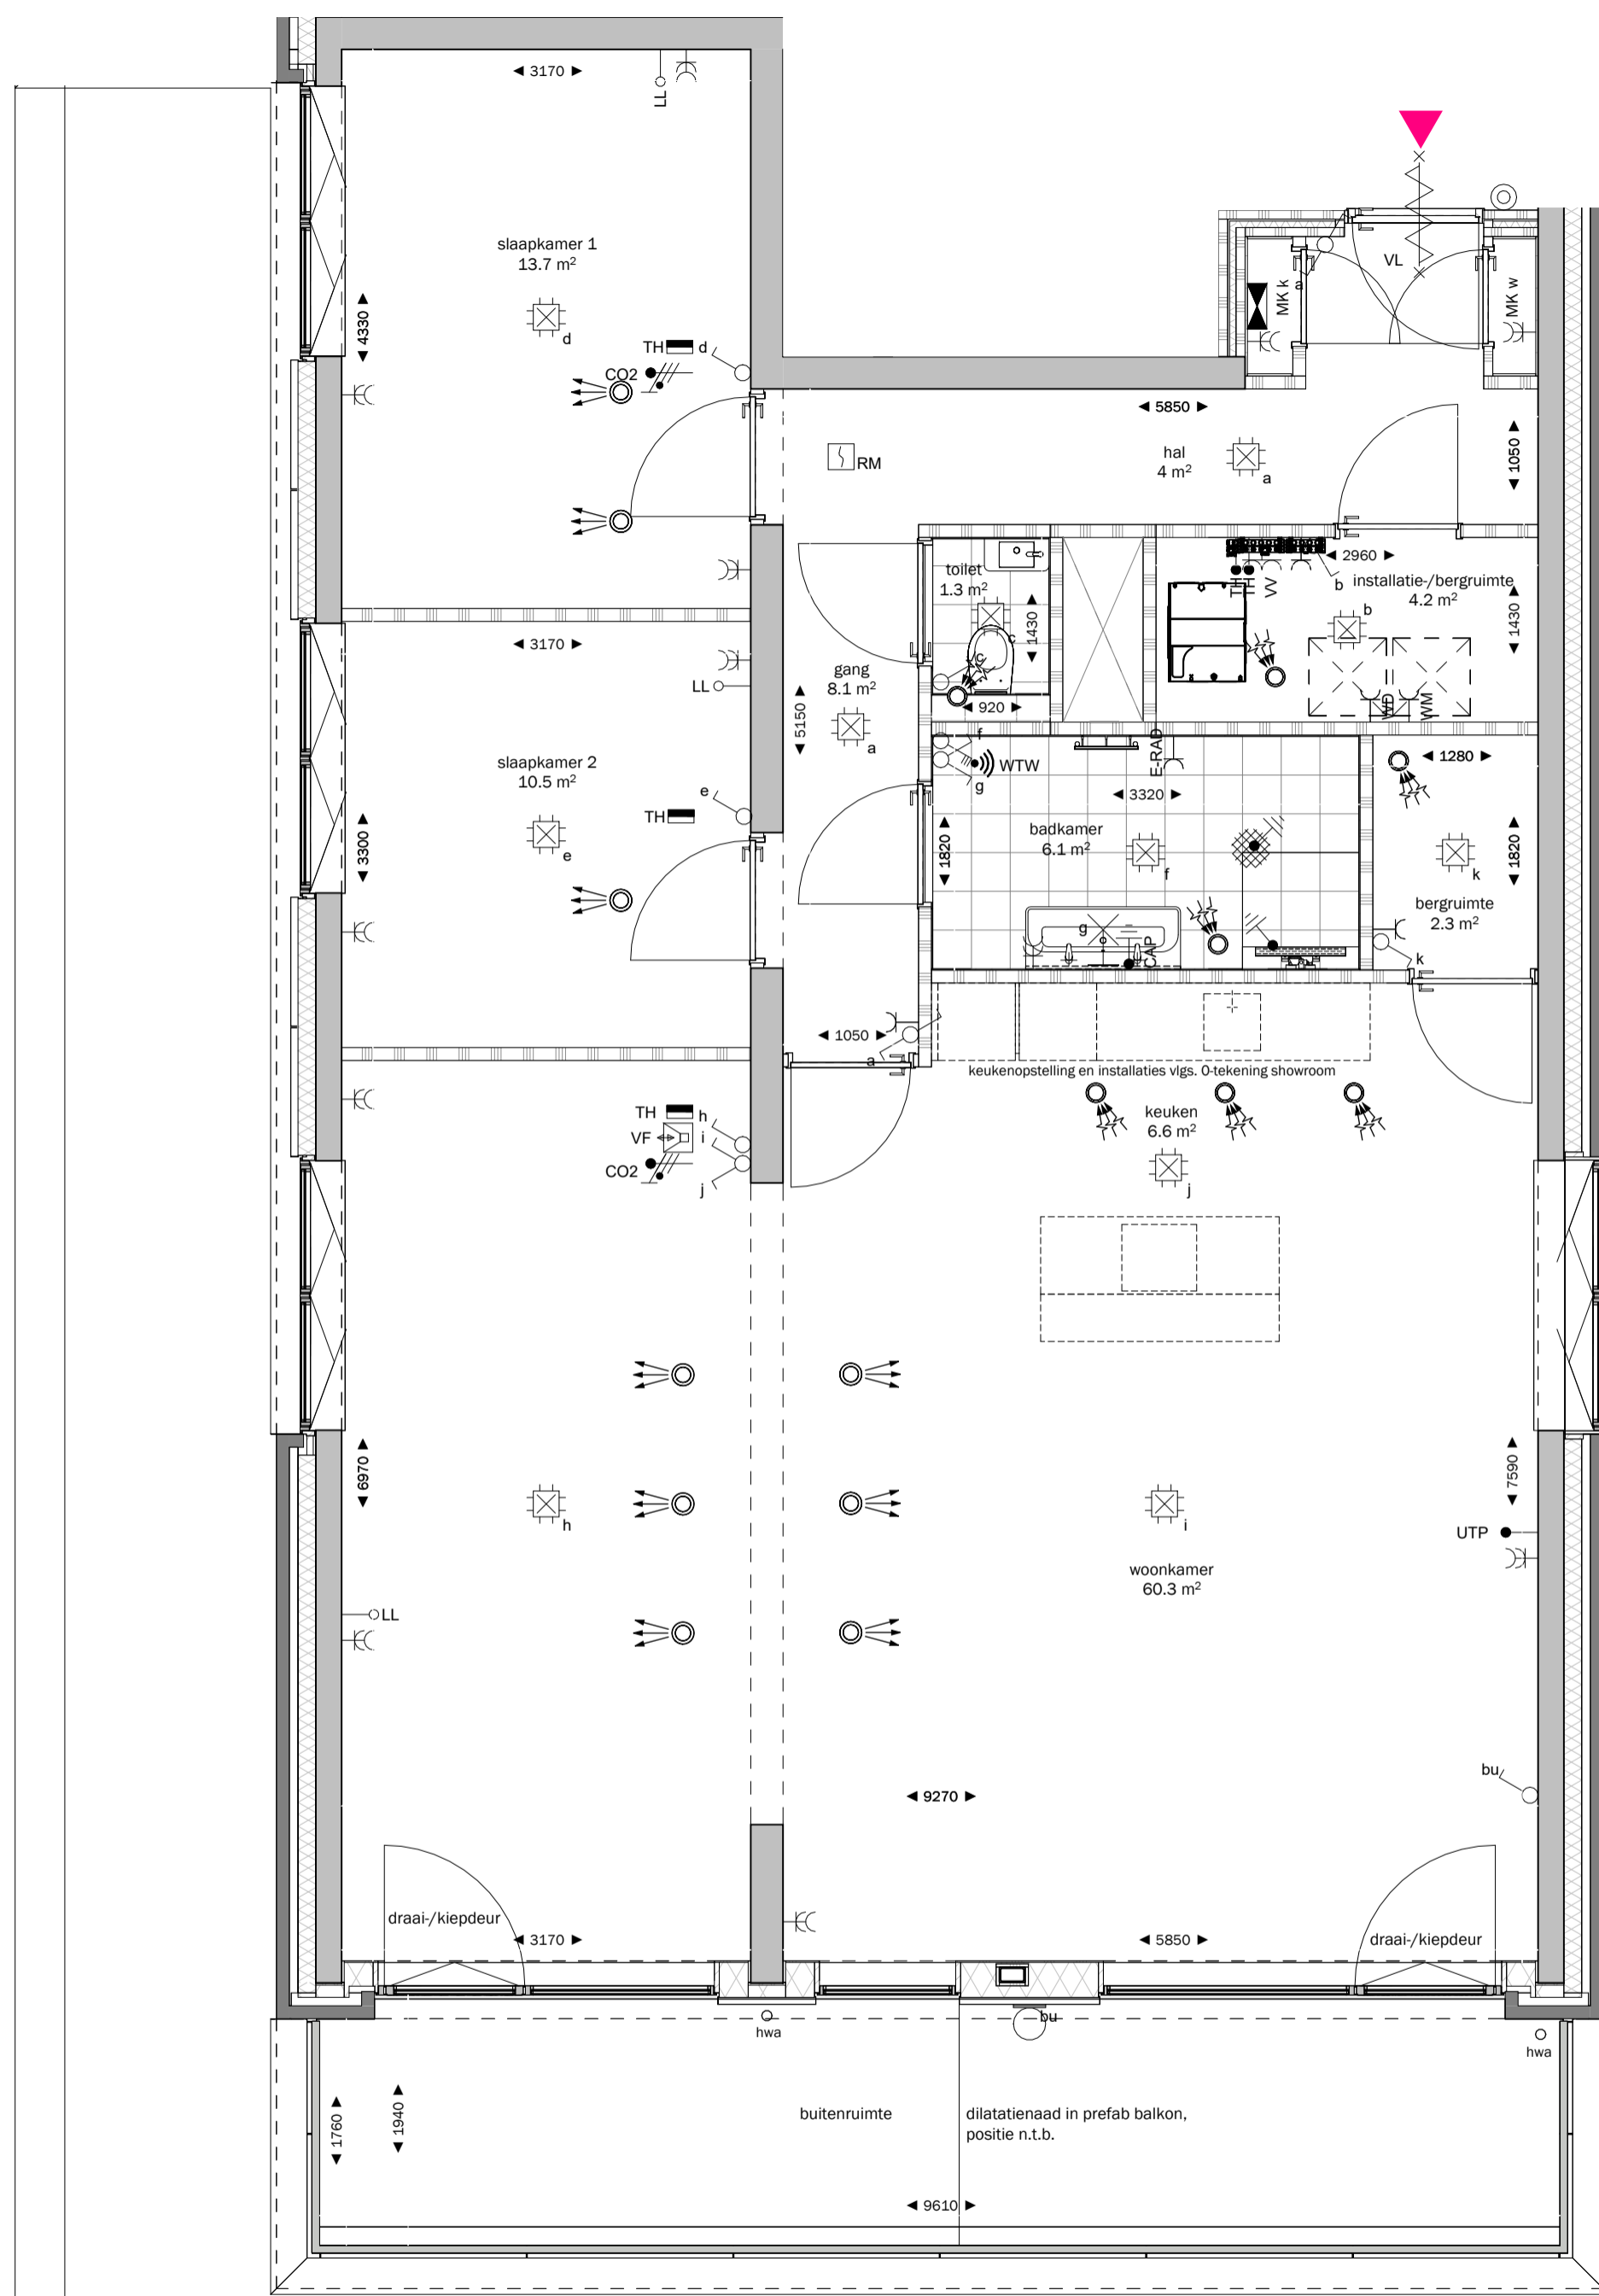 3170
LL
slaapkamer 1
13.7 m²
4330
d
TH
d
CO2
VL
a
MK k
MK w
5850
hal
4 m²
a
1050
RM
2960
installatie-/bergruimte
4.2 m²
b
b
TH
TH
VV
1430
WD
WM
toilet
1.3 m²
1430
c
c
920
3170
LL
slaapkamer 2
10.5 m²
3300
e
TH
e
gang
8.1 m²
5150
a
f
WTW
g
E-RAD
3320
1820
badkamer
6.1 m²
f
g
CAP
1280
1820
k
bergruimte
2.3 m²
k
1050
a
keukenopstelling en installaties vlgs. 0-tekening showroom
keuken
6.6 m²
j
TH
h
VF
i
CO2
j
6970
7590
h
i
UTP
woonkamer
60.3 m²
LL
bu
9270
draai-/kiepdeur
3170
5850
draai-/kiepdeur
hwa
bu
hwa
1760
1940
buitenruimte
dilatatienaad in prefab balkon,
positie n.t.b.
9610